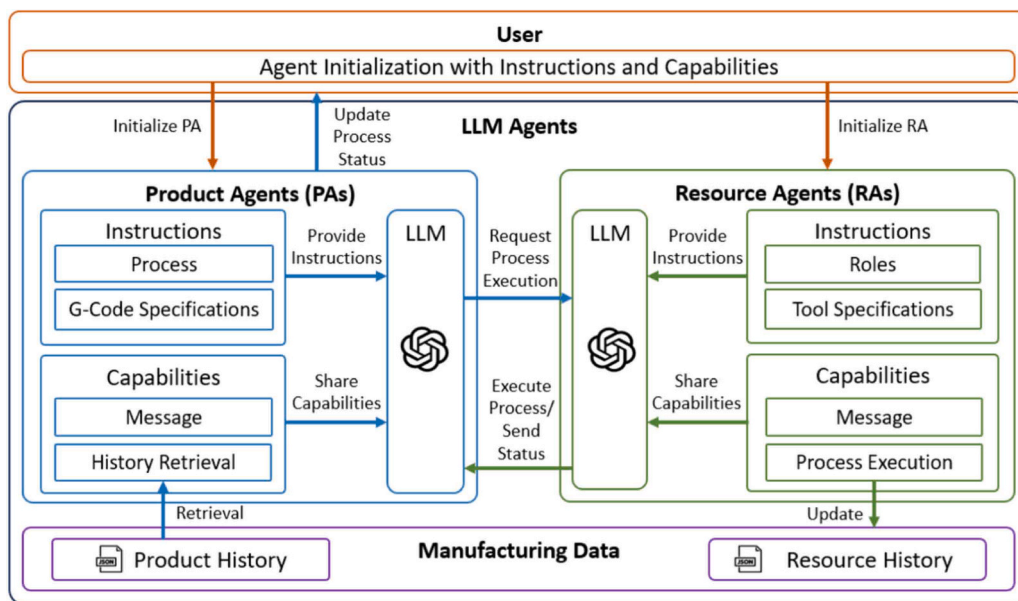 User
Agent Initialization with Instructions and Capabilities
Initialize PA
Update
Process
Status
LLM Agents
Initialize RA
Product Agents (PAs)
Instructions
Process
G-Code Specifications
Provide
Instructions
LLM
Capabilities
Message
History Retrieval
Share
Capabilities
Request
Process
Execution
Execute
Process/
Send
Status
Resource Agents (RAs)
LLM
Provide
Instructions
Instructions
Roles
Tool Specifications
Share
Capabilities
Capabilities
Message
Process Execution
Retrieval
Update
Manufacturing Data
JSON
Product History
JSON
Resource History